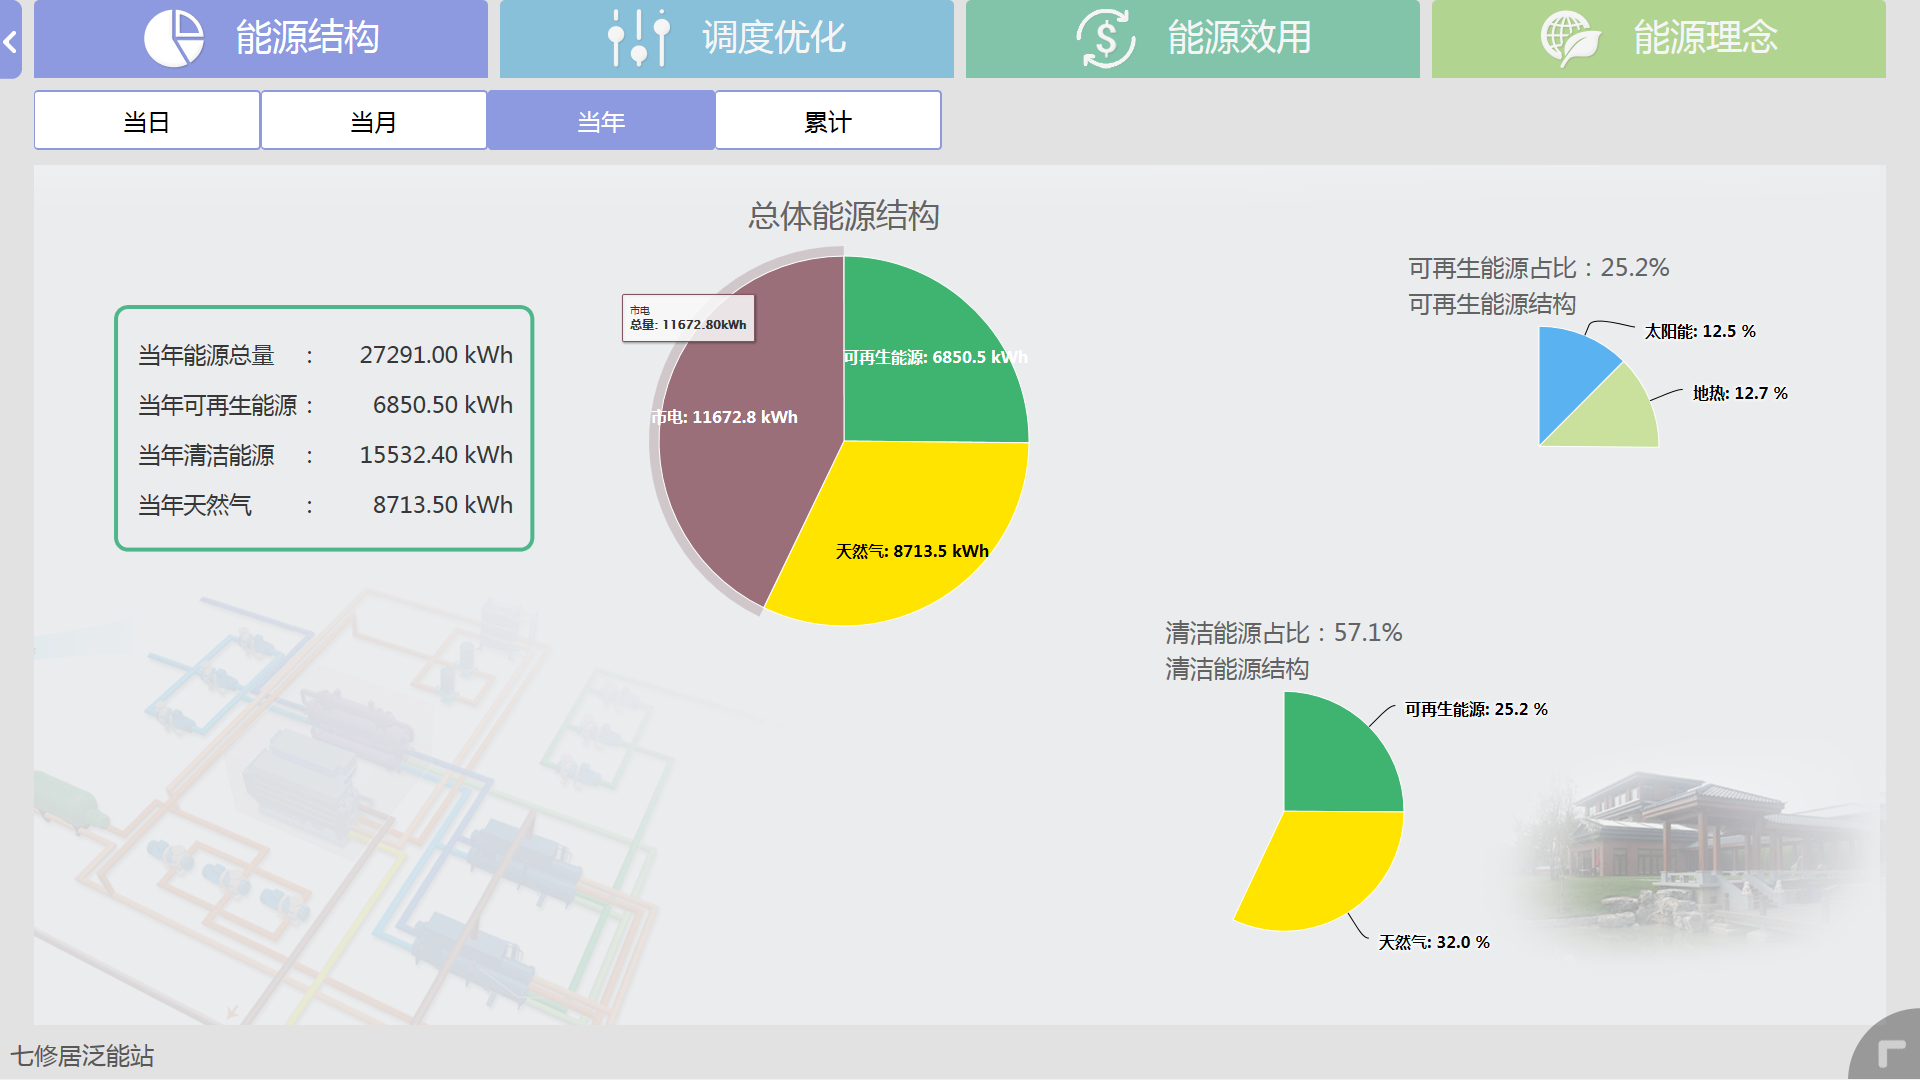 能源结构
调度优化
能源效用
能源理念
当日
当月
当年
累计
总体能源结构
市电
总量: 11672.80kWh
可再生能源: 6850.5 kWh
市电: 11672.8 kWh
天然气: 8713.5 kWh
当年能源总量 : 27291.00 kWh
当年可再生能源 : 6850.50 kWh
当年清洁能源 : 15532.40 kWh
当年天然气 : 8713.50 kWh
可再生能源占比：25.2%
可再生能源结构
太阳能: 12.5 %
地热: 12.7 %
清洁能源占比：57.1%
清洁能源结构
可再生能源: 25.2 %
天然气: 32.0 %
七修居泛能站